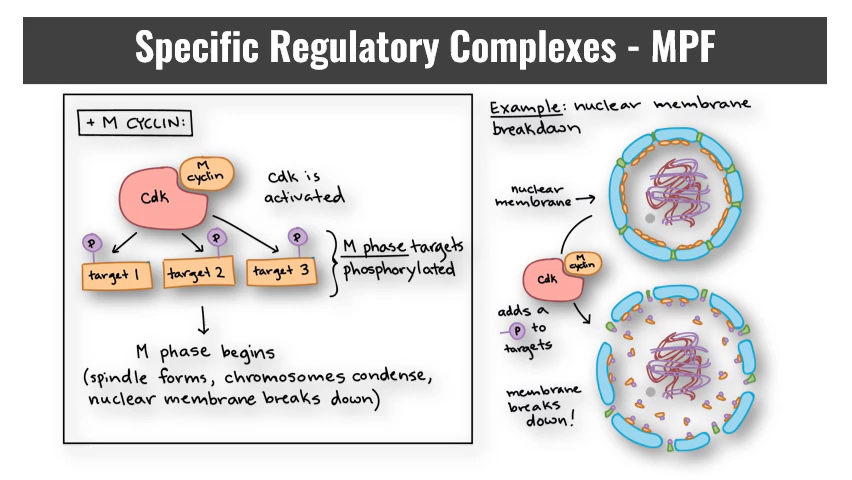 Specific Regulatory Complexes - MPF
+ M CYCLIN:
M
cyclin
Cdk
cdk is
activated
P
P
P
target 1
target 2
target 3
M phase targets
phosphorylated
M phase begins
(spindle forms, chromosomes condense,
nuclear membrane breaks down)
Example: nuclear membrane
breakdown
nuclear
membrane
M
cyclin
Cdk
adds a
P to
targets
membrane
breaks
down!